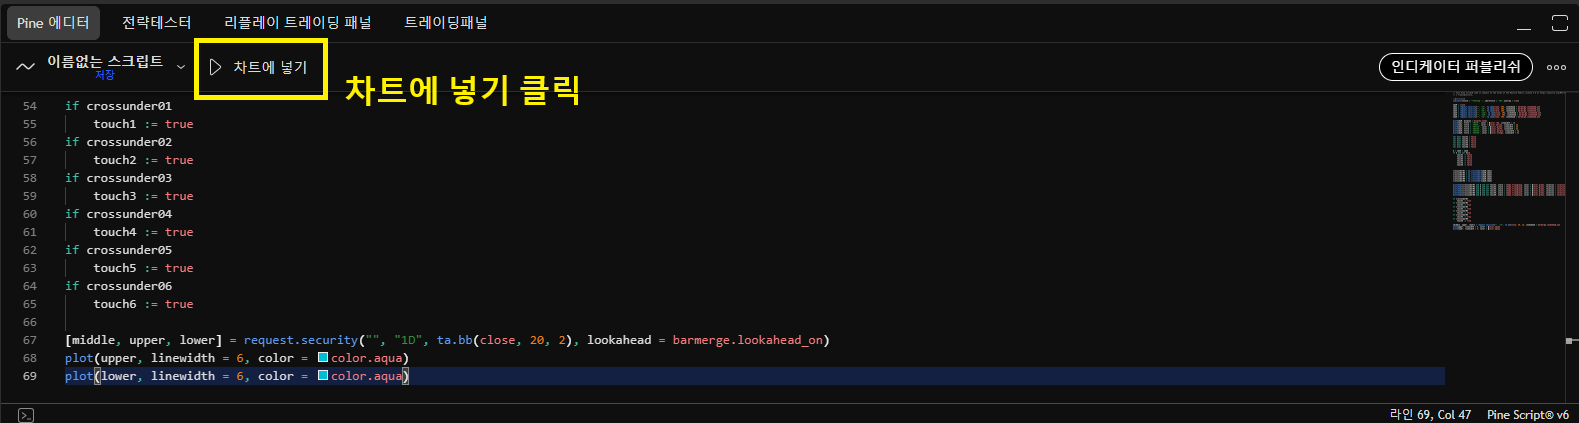 Pine 에디터 전략테스터 리플레이 트레이딩 패널 트레이딩패널
이름없는 스크립트 차트에 넣기 인디케이터 퍼블리쉬
저장
차트에 넣기 클릭
54 if crossunder01
55 touch1 := true
56 if crossunder02
57 touch2 := true
58 if crossunder03
59 touch3 := true
60 if crossunder04
61 touch4 := true
62 if crossunder05
63 touch5 := true
64 if crossunder06
65 touch6 := true
66
67 [middle, upper, lower] = request.security("", "1D", ta.bb(close, 20, 2), lookahead = barmerge.lookahead_on)
68 plot(upper, linewidth = 6, color = color.aqua)
69 plot(lower, linewidth = 6, color = color.aqua)
라인 69, Col 47 Pine Script® v6